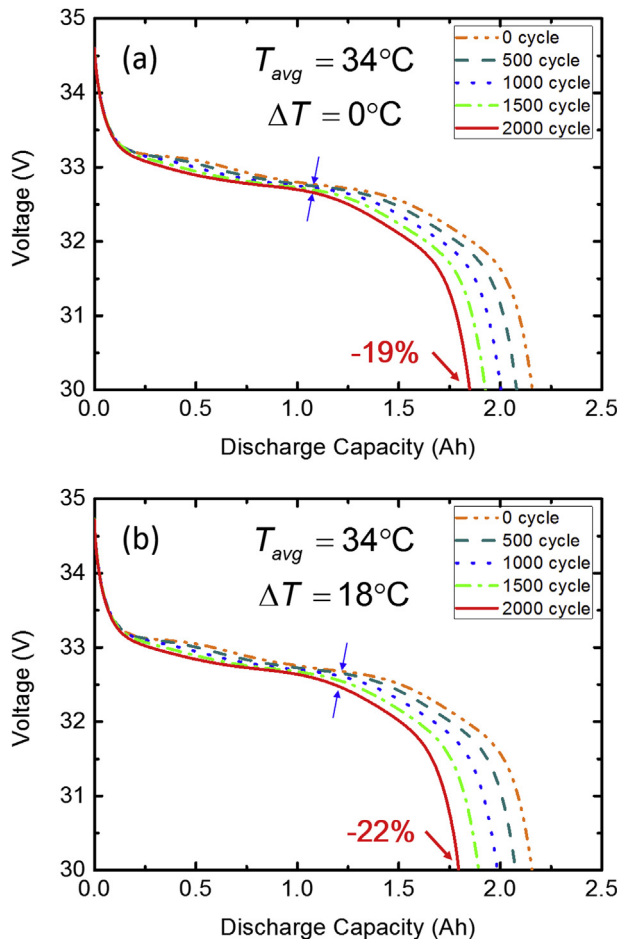 (a)
T_avg = 34°C
ΔT = 0°C
0 cycle
500 cycle
1000 cycle
1500 cycle
2000 cycle
Voltage (V)
35
34
33
32
31
30
-19%
0.0 0.5 1.0 1.5 2.0 2.5
Discharge Capacity (Ah)
(b)
T_avg = 34°C
ΔT = 18°C
0 cycle
500 cycle
1000 cycle
1500 cycle
2000 cycle
Voltage (V)
35
34
33
32
31
30
-22%
0.0 0.5 1.0 1.5 2.0 2.5
Discharge Capacity (Ah)